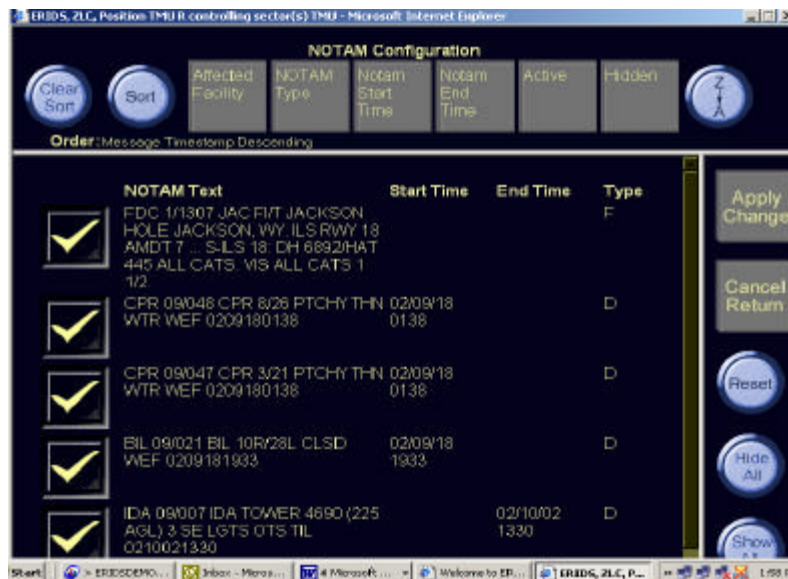 ERIDS, ZLC, Position TMU R controlling sector(s) TMU - Microsoft Internet Explorer
NOTAM Configuration
Clear Sort
Sort
Affected Facility
NOTAM Type
Notam Start Time
Notam End Time
Active
Hidden
Z
A
Order: Message Timestamp Descending
NOTAM Text Start Time End Time Type
FDC 1/1307 JAC FI/T JACKSON F
HOLE JACKSON, WY. ILS RWY 18
AMDT 7 ... S-ILS 18: DH 6892/HAT
445 ALL CATS. VIS ALL CATS 1
1/2.
CPR 09/048 CPR 8/26 PTCHY THN 02/09/18 D
WTR WEF 0209180138 0138
CPR 09/047 CPR 3/21 PTCHY THN 02/09/18 D
WTR WEF 0209180138 0138
BIL 09/021 BIL 10R/28L CLSD 02/09/18 D
WEF 0209181933 1933
IDA 09/007 IDA TOWER 4690 (225 02/10/02 D
AGL) 3 SE LGTS OTS TIL 1330
0210021330
Apply Change
Cancel Return
Reset
Hide All
Show
Start
ERIDSDEMO...
Inbox - Micros...
4 Microsoft ...
Welcome to ER...
ERIDS, ZLC, P...
1:58 P